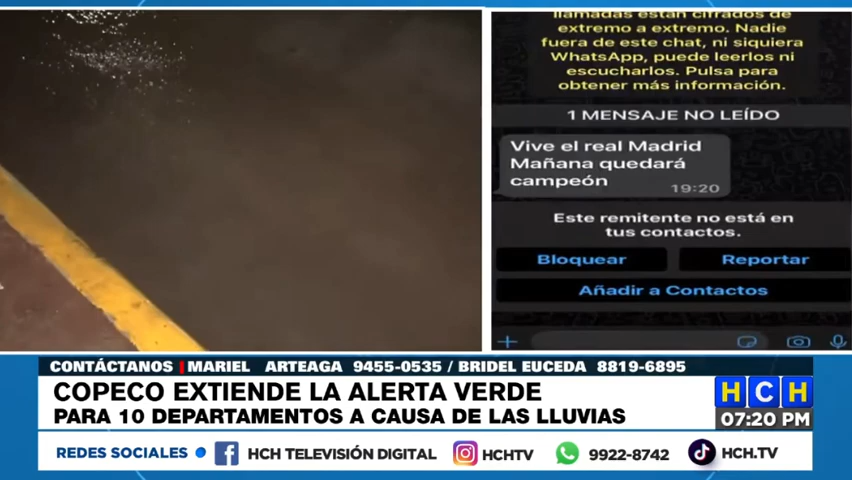 llamadas están cifrados de
extremo a extremo. Nadie
fuera de este chat, ni siquiera
WhatsApp, puede leerlos ni
escucharlos. Pulsa para
obtener más información.
1 MENSAJE NO LEÍDO
Vive el real Madrid
Mañana quedará
campeón
19:20
Este remitente no está en
tus contactos.
Bloquear
Reportar
Añadir a Contactos
CONTÁCTANOS | MARIEL ARTEAGA 9455-0535 / BRIDEL EUCEDA 8819-6895
COPECO EXTIENDE LA ALERTA VERDE
PARA 10 DEPARTAMENTOS A CAUSA DE LAS LLUVIAS
HCH
07:20 PM
REDES SOCIALES HCH TELEVISIÓN DIGITAL HCHTV 9922-8742 HCH.TV